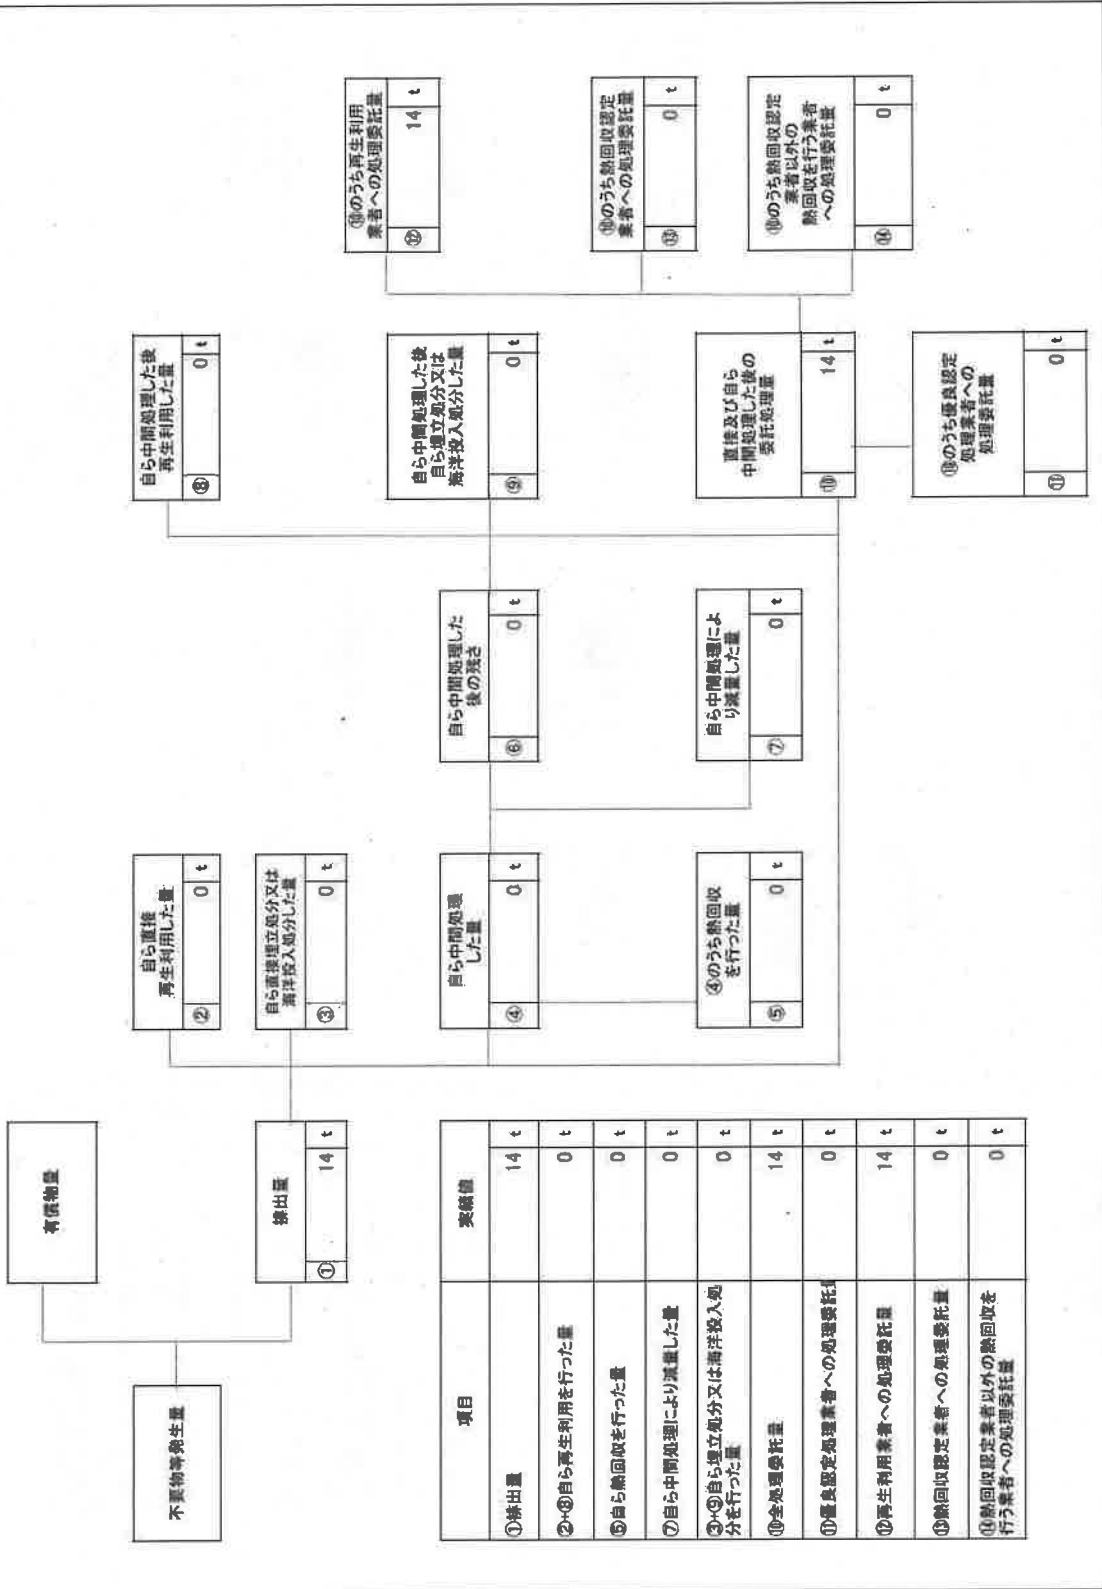 有償物量
不要物等発生量
排出量
① 14 t
自ら直接
再生利用した量
② 0 t
自ら直接埋立処分又は
海洋投入処分した量
③ 0 t
自ら中間処理
した量
④ 0 t
④のうち熱回収
を行った量
⑤ 0 t
自ら中間処理した
後の残さ
⑥ 0 t
自ら中間処理によ
り減量した量
⑦ 0 t
自ら中間処理した後
再生利用した量
⑧ 0 t
自ら中間処理した後
自ら埋立処分又は
海洋投入処分した量
⑨ 0 t
直接及び自ら
中間処理した後の
委託処理量
⑩ 14 t
⑩のうち優良認定
処理業者への
処理委託量
⑪ 0 t
⑩のうち再生利用
業者への処理委託量
⑫ 14 t
⑩のうち熱回収認定
業者への処理委託量
⑬ 0 t
⑩のうち熱回収認定
業者以外の
熱回収を行う業者
への処理委託量
⑭ 0 t
項目 実績値
①排出量 14 t
②+⑧自ら再生利用を行った量 0 t
⑤自ら熱回収を行った量 0 t
⑦自ら中間処理により減量した量 0 t
③+⑨自ら埋立処分又は海洋投入処
分を行った量 0 t
⑩全処理委託量 14 t
⑪優良認定処理業者への処理委託量 0 t
⑫再生利用業者への処理委託量 14 t
⑬熱回収認定業者への処理委託量 0 t
⑭熱回収認定業者以外の熱回収を
行う業者への処理委託量 0 t